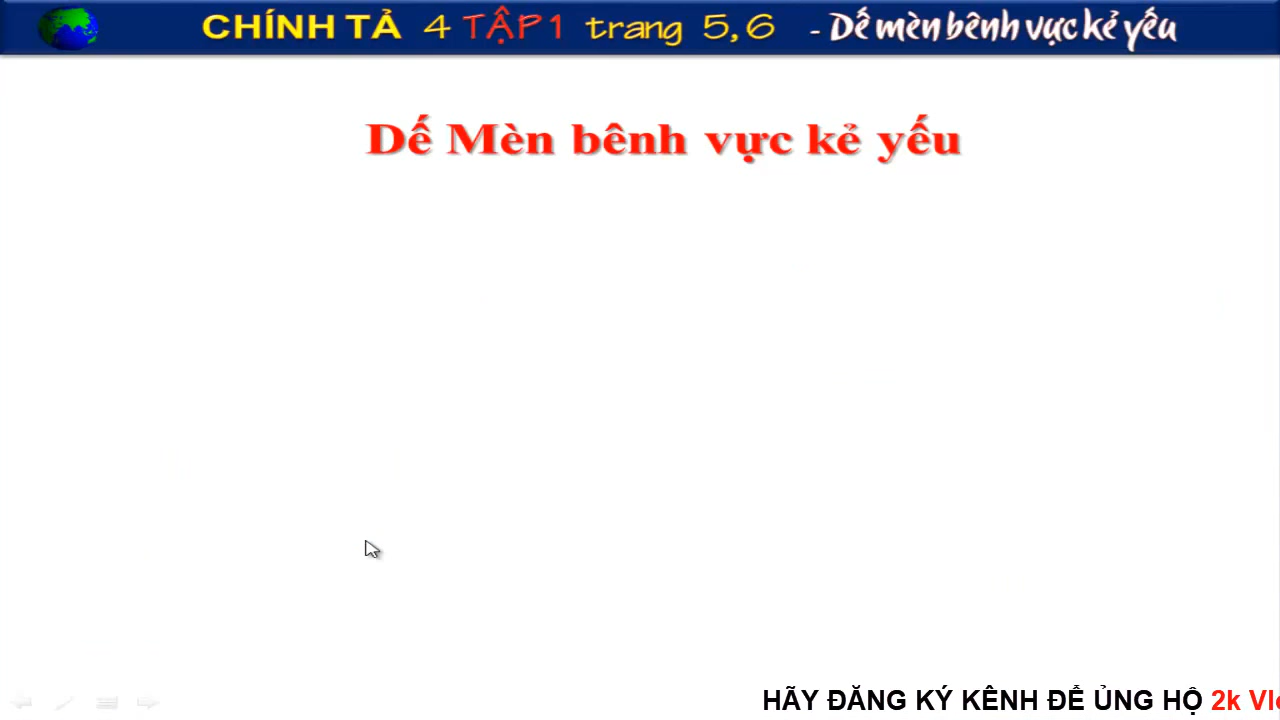 CHÍNH TẢ 4 TẬP 1 trang 5,6 - Dế mèn bênh vực kẻ yếu
Dế Mèn bênh vực kẻ yếu
HÃY ĐĂNG KÝ KÊNH ĐỂ ỦNG HỘ 2k